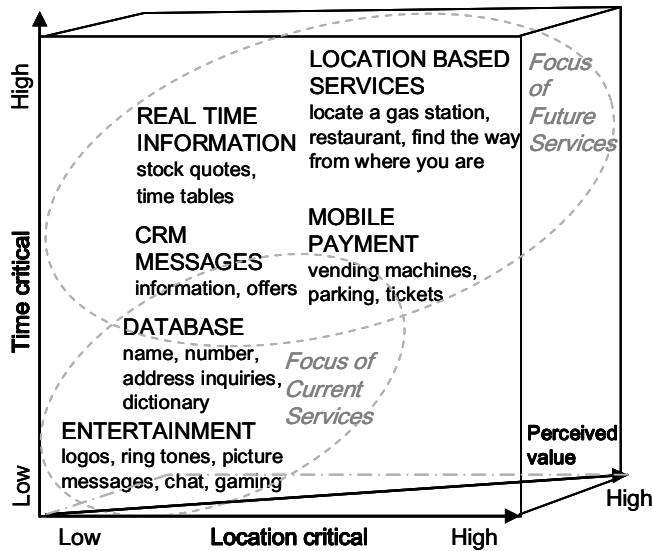 High
Time critical
Low
LOCATION BASED
SERVICES
locate a gas station,
restaurant, find the way
from where you are
Focus
of
Future
Services
REAL TIME
INFORMATION
stock quotes,
time tables
MOBILE
PAYMENT
vending machines,
parking, tickets
CRM
MESSAGES
information, offers
DATABASE
name, number,
address inquiries,
dictionary
Focus of
Current
Services
ENTERTAINMENT
logos, ring tones, picture
messages, chat, gaming
Perceived
value
High
Low
Location critical
High